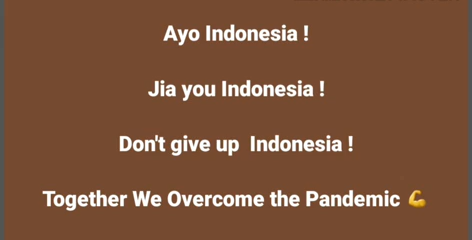 Ayo Indonesia !
Jia you Indonesia !
Don't give up  Indonesia !
Together We Overcome the Pandemic 💪